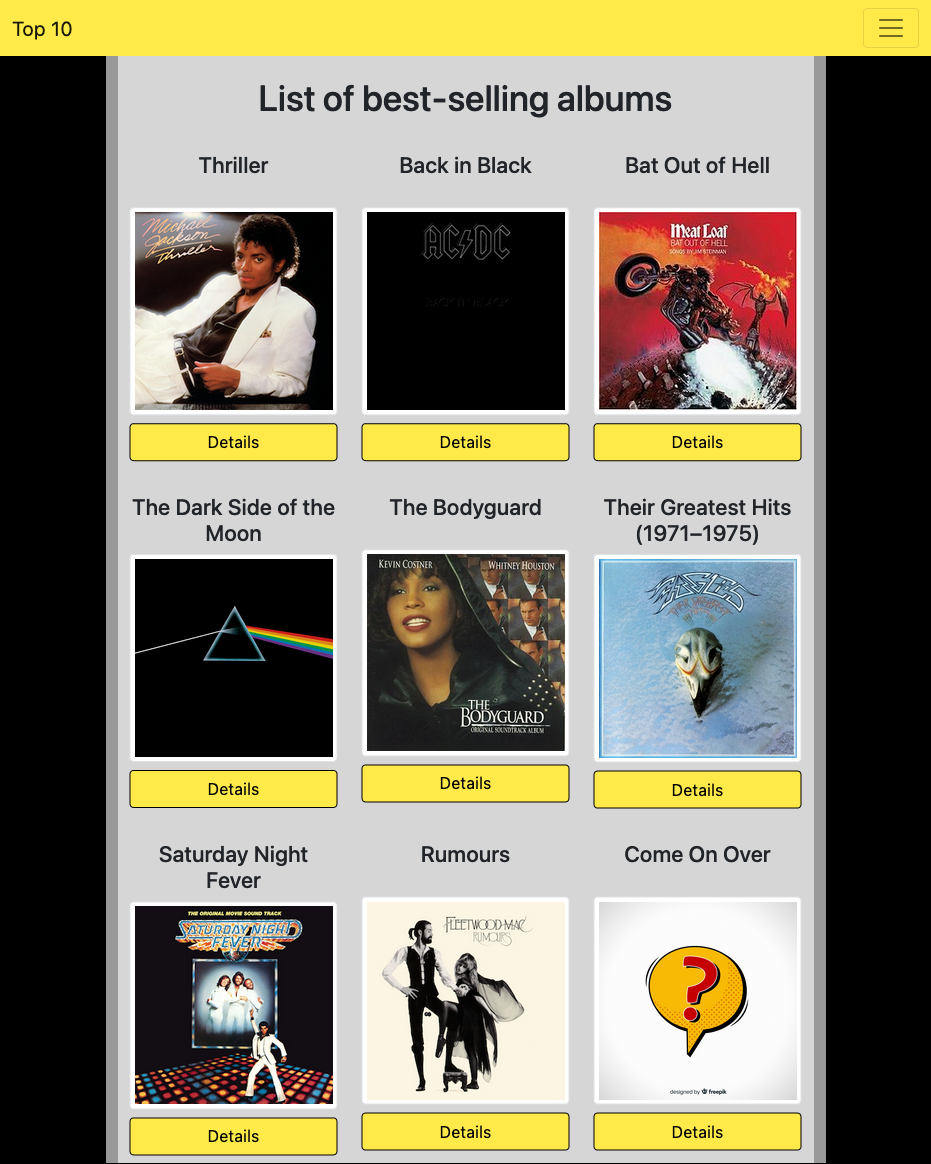 Top 10
List of best-selling albums
Thriller
Back in Black
Bat Out of Hell
Michael
Jackson
Thriller
AC/DC
BACK IN BLACK
Meat Loaf
BAT OUT OF HELL
SONGS BY JIM STEINMAN
Details
Details
Details
The Dark Side of the
Moon
The Bodyguard
Their Greatest Hits
(1971–1975)
KEVIN COSTNER
WHITNEY HOUSTON
THE
BODYGUARD
ORIGINAL SOUNDTRACK ALBUM
EAGLES
Details
Details
Details
Saturday Night
Fever
Rumours
Come On Over
THE ORIGINAL MOVIE SOUND TRACK
SATURDAY NIGHT
FEVER
FLEETWOOD MAC
RUMOURS
?
designed by freepik
Details
Details
Details